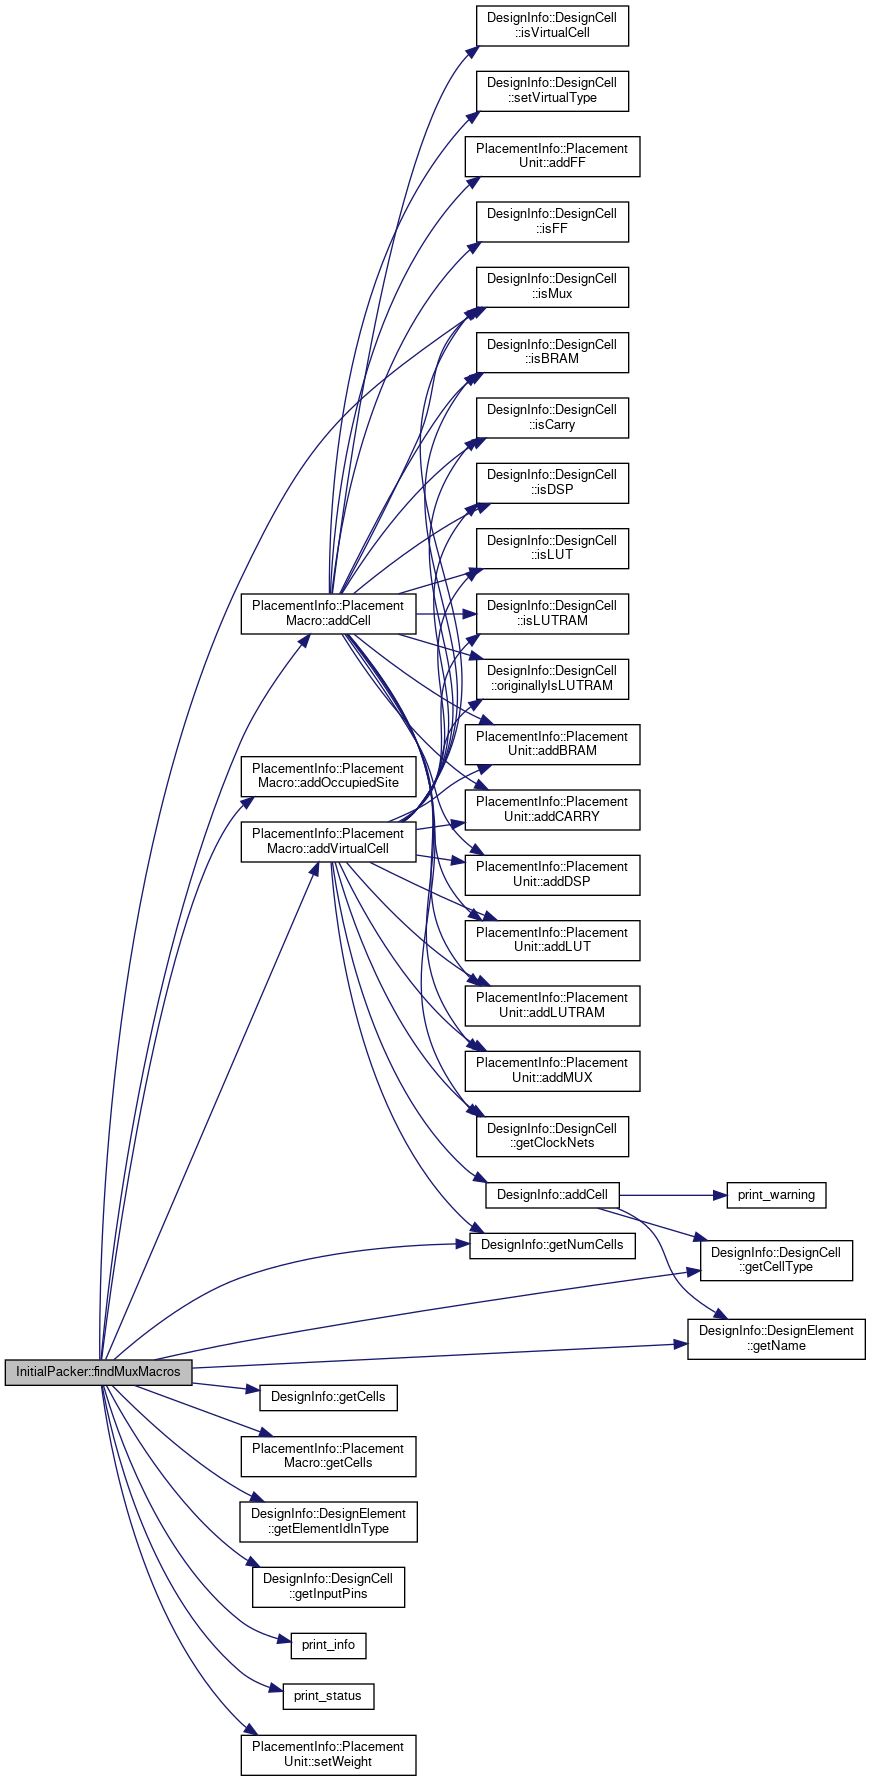 DesignInfo::DesignCell
::isVirtualCell
DesignInfo::DesignCell
::setVirtualType
PlacementInfo::Placement
Unit::addFF
DesignInfo::DesignCell
::isFF
DesignInfo::DesignCell
::isMux
DesignInfo::DesignCell
::isBRAM
DesignInfo::DesignCell
::isCarry
DesignInfo::DesignCell
::isDSP
DesignInfo::DesignCell
::isLUT
PlacementInfo::Placement
Macro::addCell
DesignInfo::DesignCell
::isLUTRAM
DesignInfo::DesignCell
::originallyIsLUTRAM
PlacementInfo::Placement
Unit::addBRAM
PlacementInfo::Placement
Macro::addOccupiedSite
PlacementInfo::Placement
Unit::addCARRY
PlacementInfo::Placement
Macro::addVirtualCell
PlacementInfo::Placement
Unit::addDSP
PlacementInfo::Placement
Unit::addLUT
PlacementInfo::Placement
Unit::addLUTRAM
PlacementInfo::Placement
Unit::addMUX
DesignInfo::DesignCell
::getClockNets
DesignInfo::addCell
print_warning
DesignInfo::getNumCells
DesignInfo::DesignCell
::getCellType
DesignInfo::DesignElement
::getName
InitialPacker::findMuxMacros
DesignInfo::getCells
PlacementInfo::Placement
Macro::getCells
DesignInfo::DesignElement
::getElementIdInType
DesignInfo::DesignCell
::getInputPins
print_info
print_status
PlacementInfo::Placement
Unit::setWeight